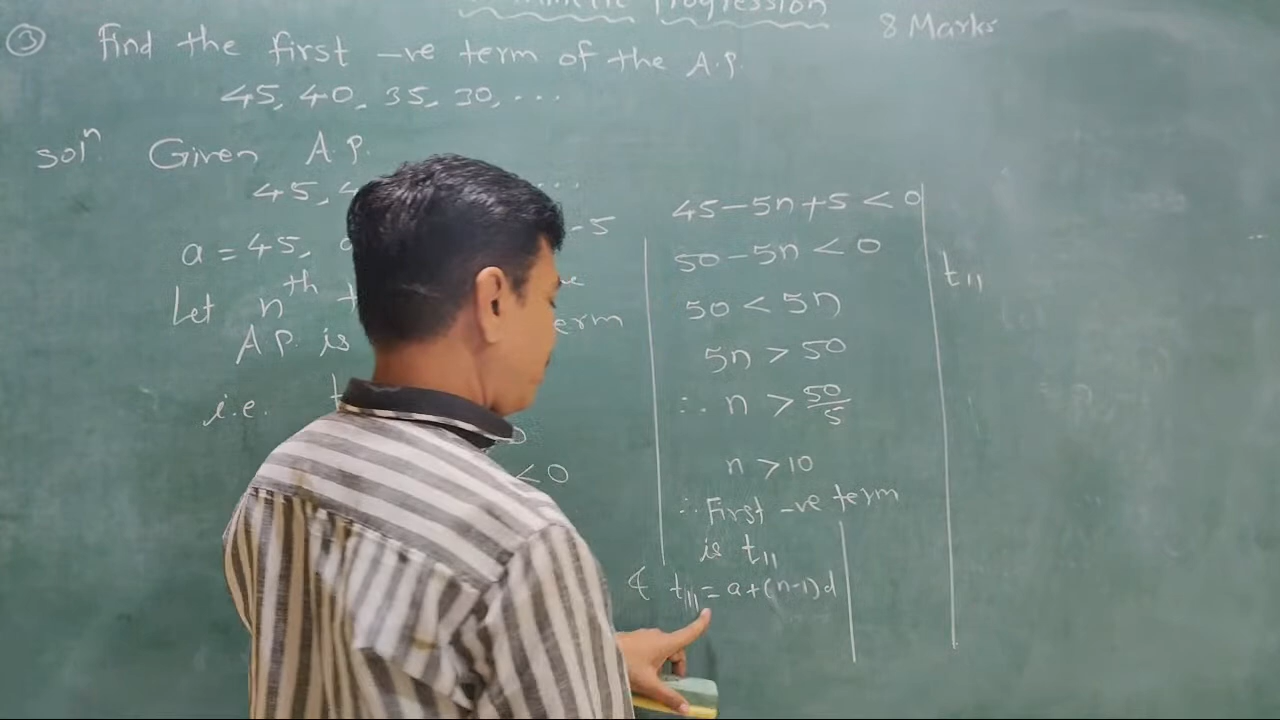 Progression
8 Marks
③ Find the first -ve term of the A.P.
45, 40, 35, 30, ...
solⁿ. Given A.P.
45,
a = 45, -5
Let nth
A.P. is term
i.e.
< 0
45 - 5n + 5 < 0
50 - 5n < 0
50 < 5n
5n > 50
∴ n > 50/5
n > 10
∴ First -ve term
is t₁₁
& t₁₁ = a + (n-1)d
t₁₁